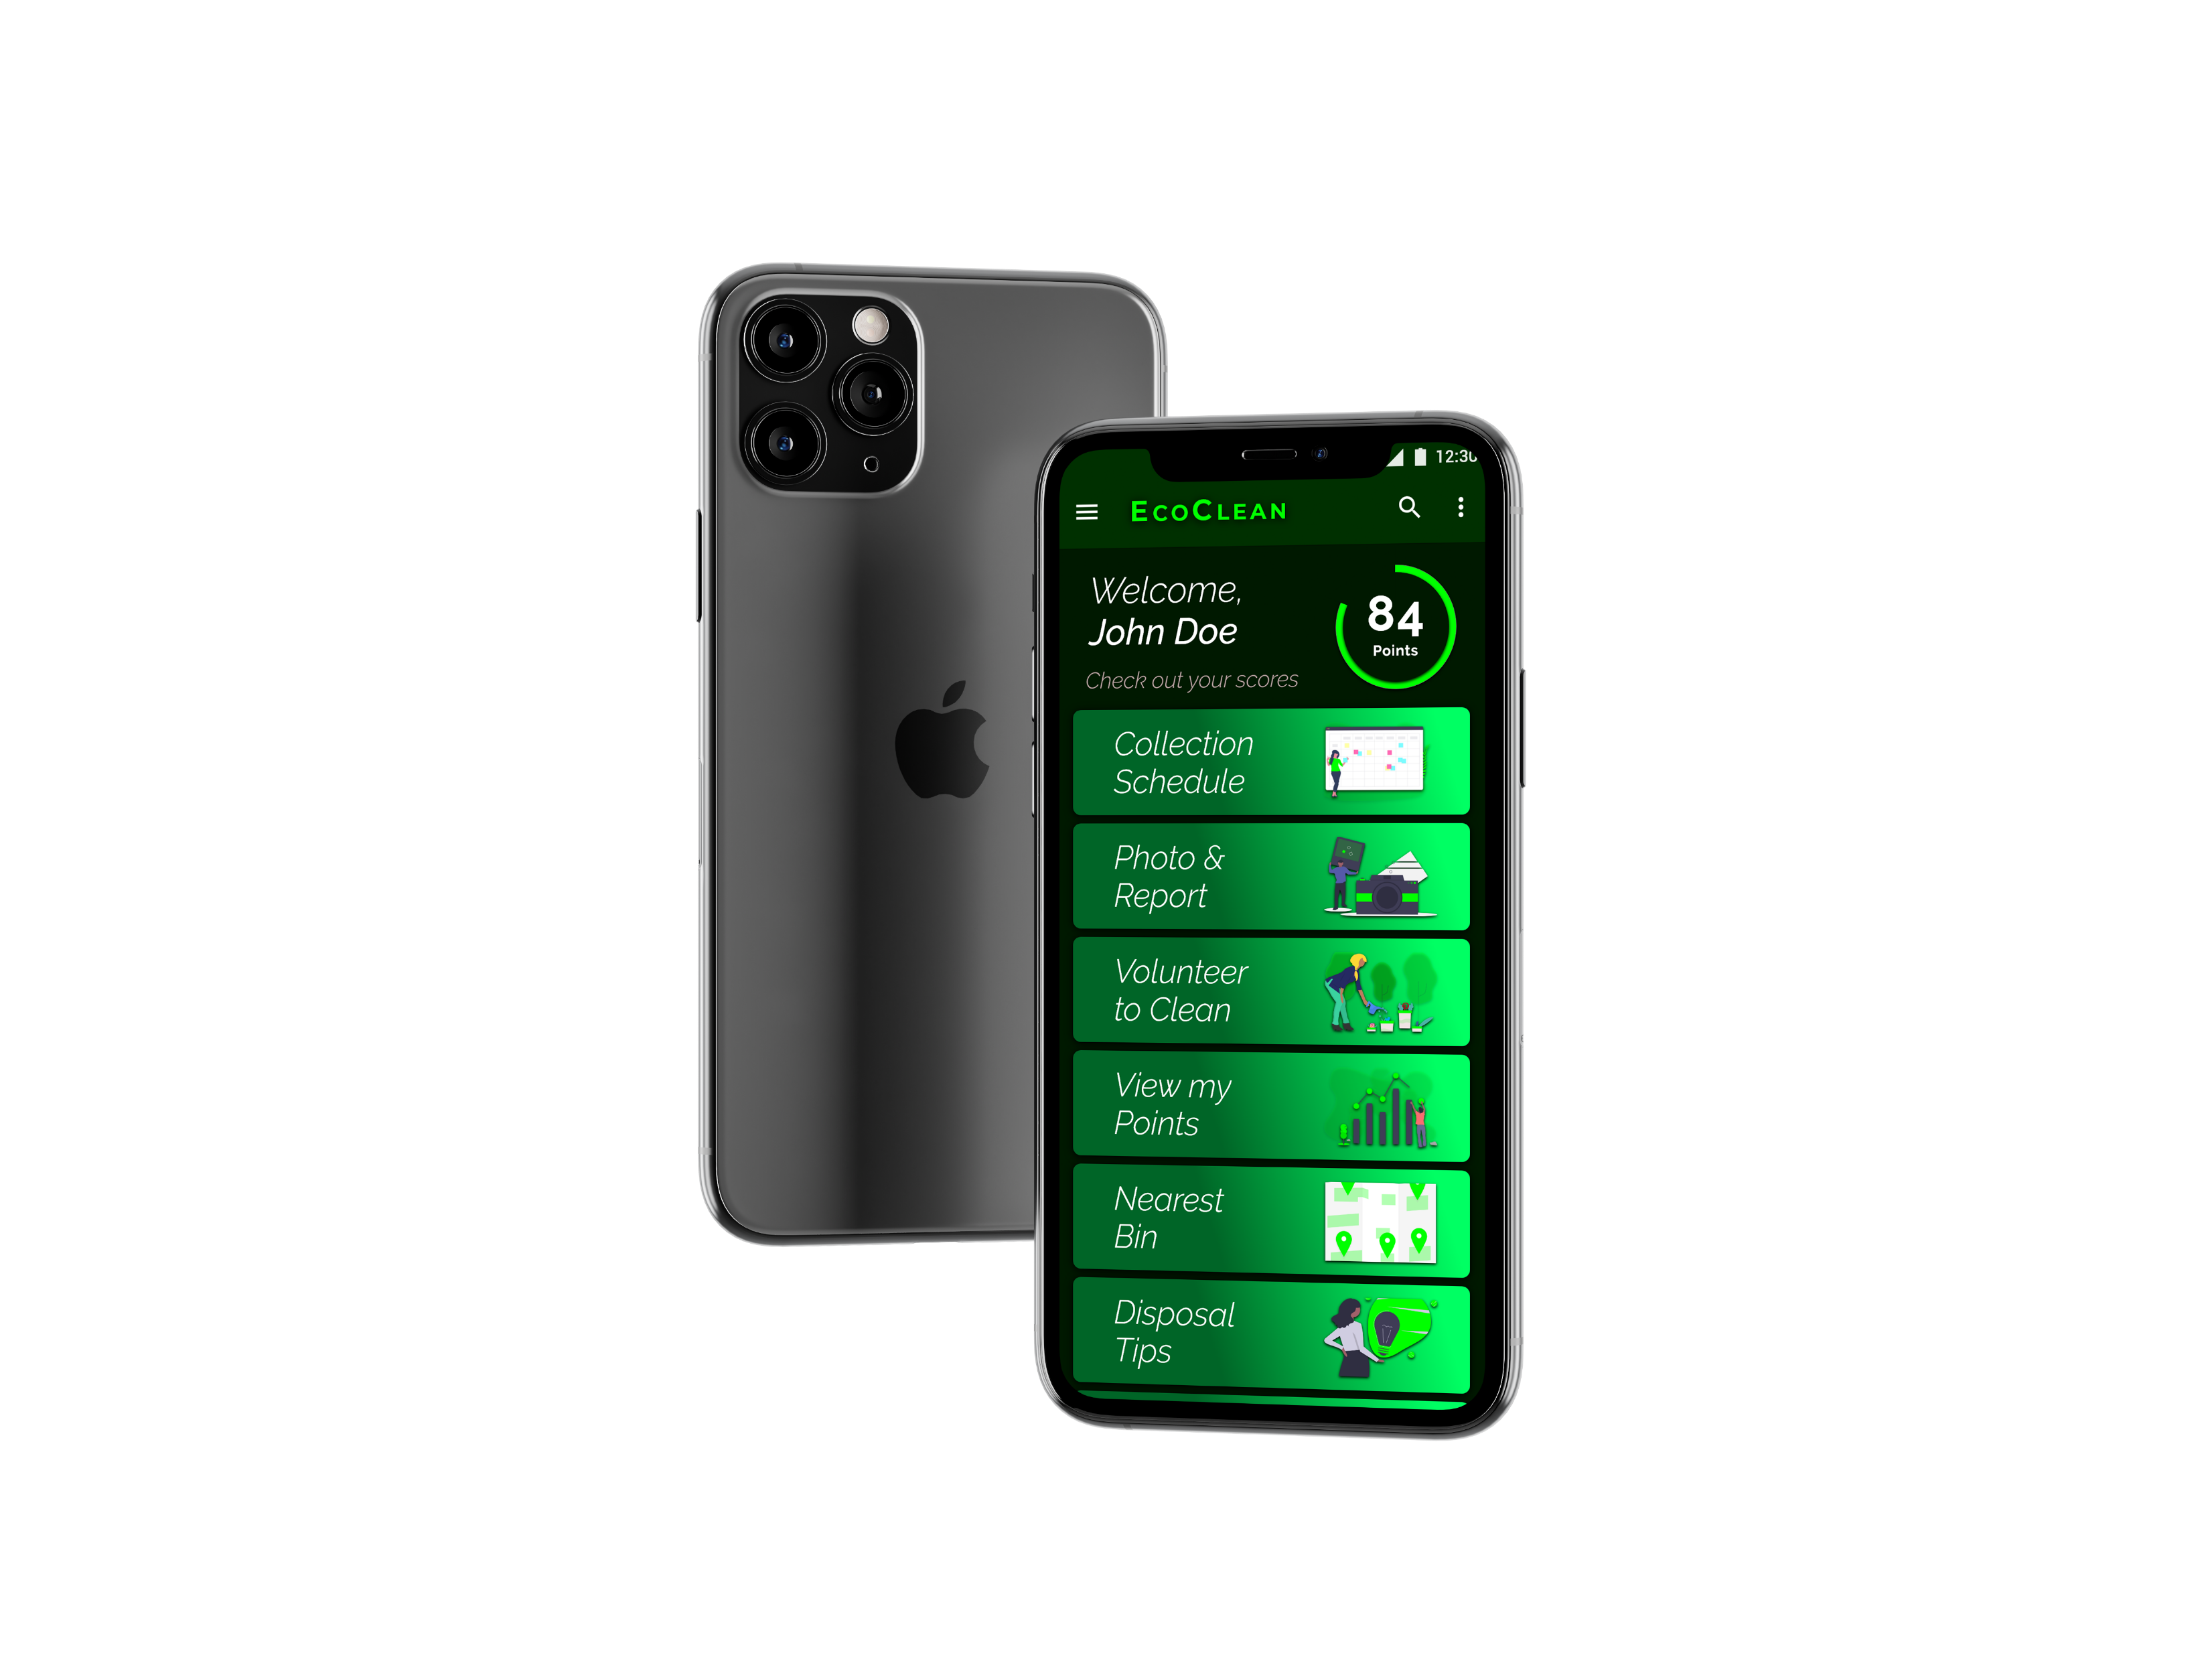 12:30
EcoClean
Welcome,
John Doe
84
Points
Check out your scores
Collection
Schedule
Photo &
Report
Volunteer
to Clean
View my
Points
Nearest
Bin
Disposal
Tips